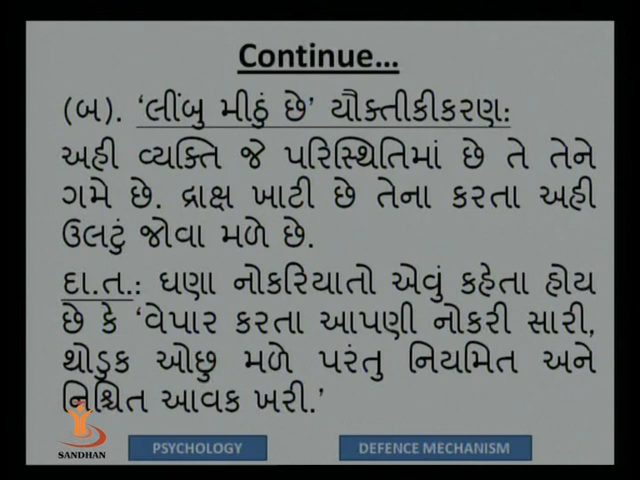 Continue...
(બ). ‘લીંબુ મીઠું છે’ યૌક્તીકીકરણ:
અહી વ્યક્તિ જે પરિસ્થિતિમાં છે તે તેને
ગમે છે. દ્રાક્ષ ખાટી છે તેના કરતા અહી
ઉલટું જોવા મળે છે.
દા.ત.: ઘણા નોકરિયાતો એવું કહેતા હોય
છે કે ‘વેપાર કરતા આપણી નોકરી સારી,
થોડુક ઓછુ મળે પરંતુ નિયમિત અને
નિશ્ચિત આવક ખરી.’
SANDHAN
PSYCHOLOGY
DEFENCE MECHANISM